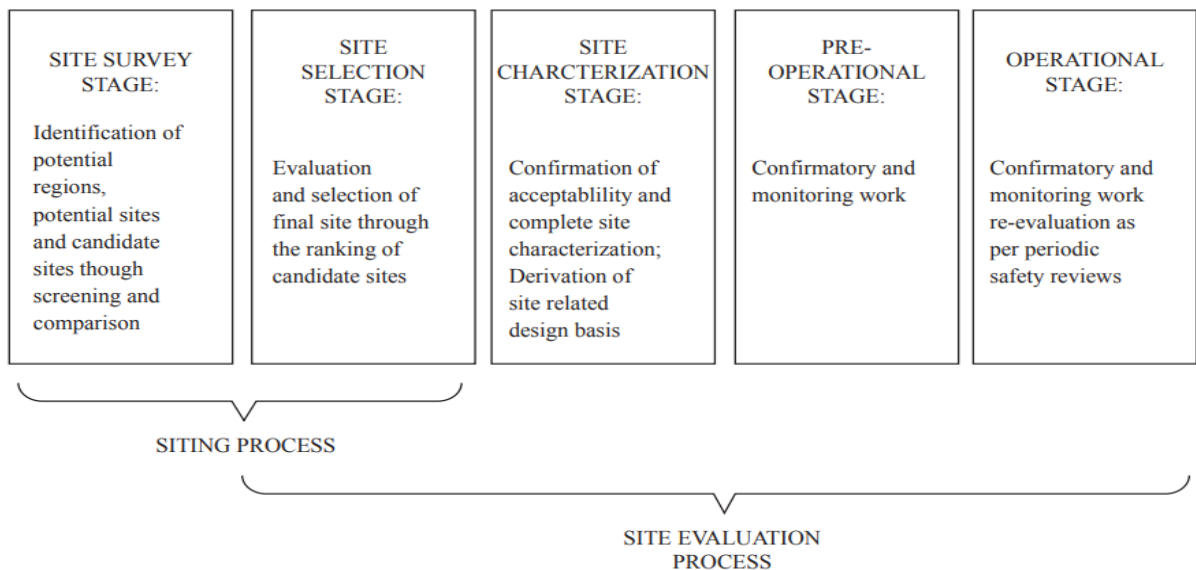 SITE SURVEY
STAGE:
Identification of
potential
regions,
potential sites
and candidate
sites though
screening and
comparison
SITE
SELECTION
STAGE:
Evaluation
and selection of
final site through
the ranking of
candidate sites
SITE
CHARCTERIZATION
STAGE:
Confirmation of
acceptablility and
complete site
characterization;
Derivation of
site related
design basis
PRE-
OPERATIONAL
STAGE:
Confirmatory and
monitoring work
OPERATIONAL
STAGE:
Confirmatory and
monitoring work
re-evaluation as
per periodic
safety reviews
SITING PROCESS
SITE EVALUATION
PROCESS